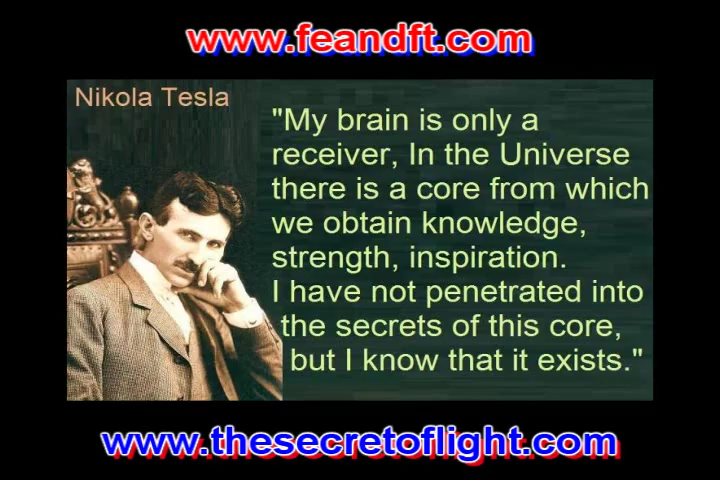 www.feandft.com
Nikola Tesla
"My brain is only a
receiver, In the Universe
there is a core from which
we obtain knowledge,
strength, inspiration.
I have not penetrated into
the secrets of this core,
but I know that it exists."
www.thesecretoflight.com